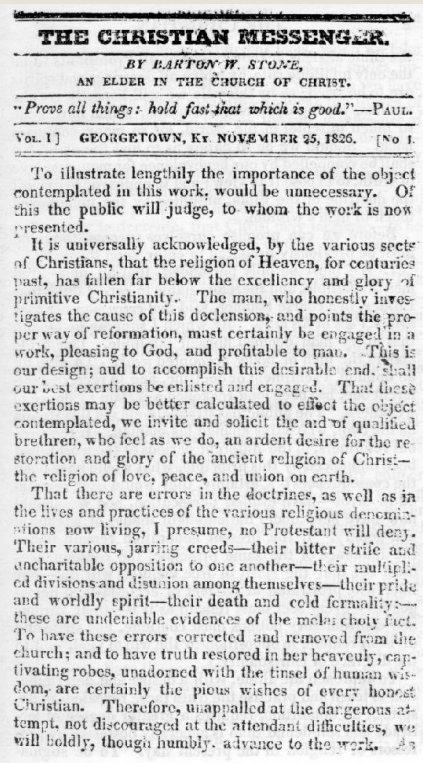 THE CHRISTIAN MESSENGER.
BY BARTON W. STONE,
AN ELDER IN THE CHURCH OF CHRIST.
"Prove all things: hold fast that which is good."—PAUL.
VOL. I] GEORGETOWN, KY. NOVEMBER 25, 1826. [NO 1.
To illustrate lengthily the importance of the object
contemplated in this work, would be unnecessary. Of
this the public will judge, to whom the work is now
presented.
It is universally acknowledged, by the various sects
of Christians, that the religion of Heaven, for centuries
past, has fallen far below the excellency and glory of
primitive Christianity. The man, who honestly inves-
tigates the cause of this declension, and points the pro-
per way of reformation, must certainly be engaged in a
work, pleasing to God, and profitable to man. This is
our design; aud to accomplish this desirable end, shall
our best exertions be enlisted and engaged. That these
exertions may be better calculated to effect the object
contemplated, we invite and solicit the aid of qualified
brethren, who feel as we do, an ardent desire for the re-
storation and glory of the ancient religion of Christ—
the religion of love, peace, and union on earth.
That there are errors in the doctrines, as well as in
the lives and practices of the various religious denomin-
ations now living, I presume, no Protestant will deny.
Their various, jarring creeds—their bitter strife and
uncharitable opposition to one another—their multipli-
ed divisions and disunion among themselves—their pride
and worldly spirit—their death and cold formality:—
these are undeniable evidences of the melancholy fact.
To have these errors corrected and removed from the
church; and to have truth restored in her heavenly, cap-
tivating robes, unadorned with the tinsel of human wis-
dom, are certainly the pious wishes of every honest
Christian. Therefore, unappalled at the dangerous at-
tempt, not discouraged at the attendant difficulties, we
will boldly, though humbly, advance to the work. As